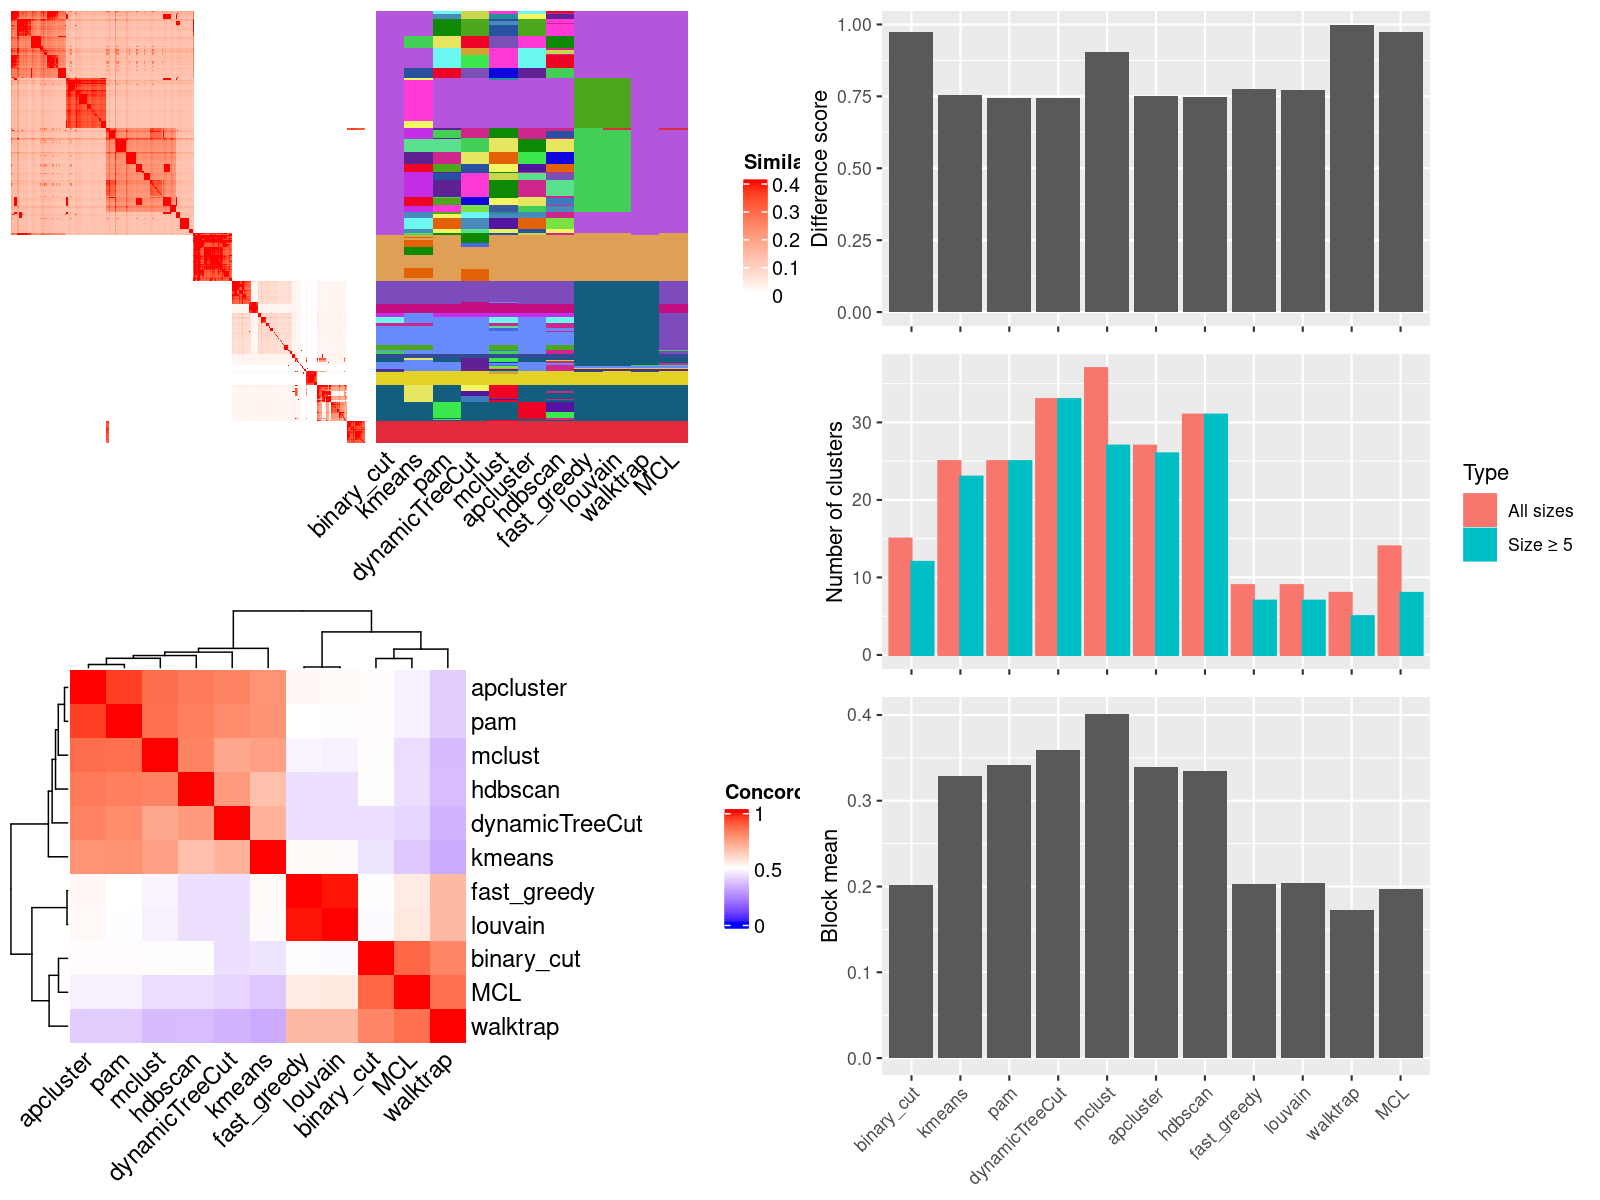 Simila
0.4
0.3
0.2
0.1
0
binary_cut
kmeans
pam
dynamicTreeCut
mclust
apcluster
hdbscan
fast_greedy
louvain
walktrap
MCL
apcluster
pam
mclust
hdbscan
dynamicTreeCut
kmeans
fast_greedy
louvain
binary_cut
MCL
walktrap
Concord
1
0.5
0
apcluster
pam
mclust
hdbscan
dynamicTreeCut
kmeans
fast_greedy
louvain
binary_cut
MCL
walktrap
Difference score
1.00
0.75
0.50
0.25
0.00
Number of clusters
30
20
10
0
Type
All sizes
Size ≥ 5
Block mean
0.4
0.3
0.2
0.1
0.0
binary_cut
kmeans
pam
dynamicTreeCut
mclust
apcluster
hdbscan
fast_greedy
louvain
walktrap
MCL